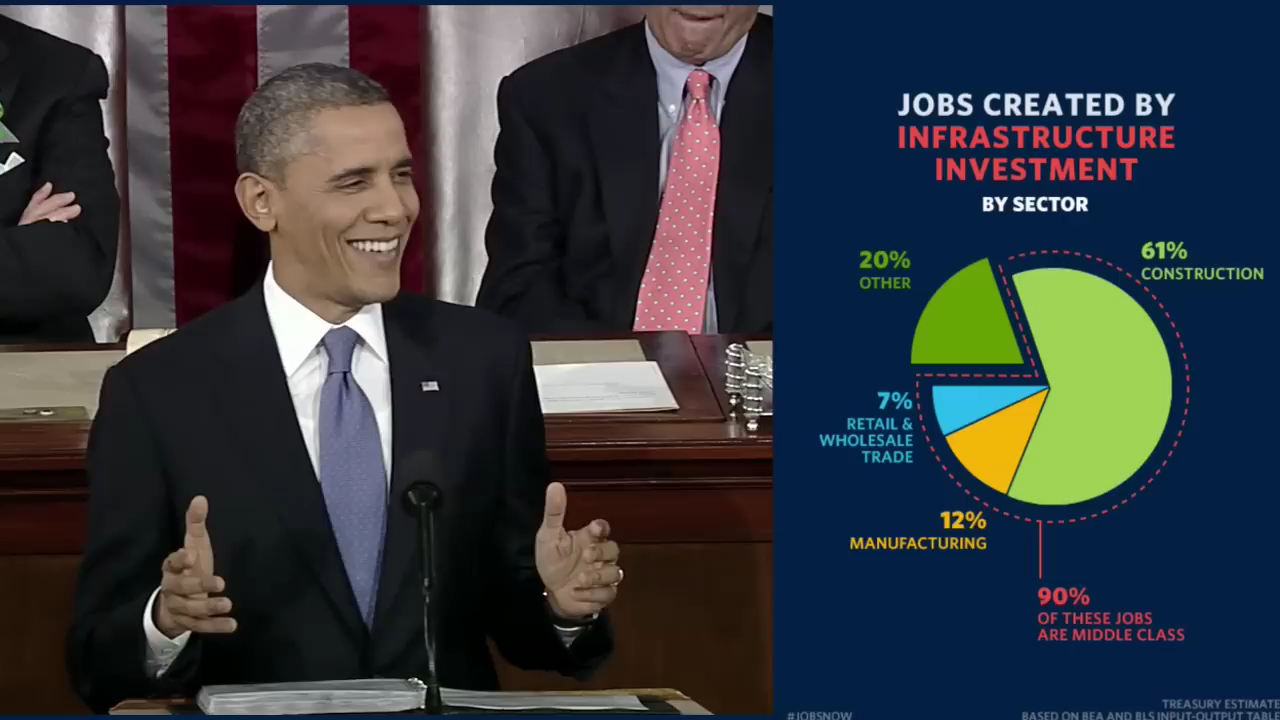 JOBS CREATED BY
INFRASTRUCTURE
INVESTMENT
BY SECTOR
61%
CONSTRUCTION
20%
OTHER
7%
RETAIL &
WHOLESALE
TRADE
12%
MANUFACTURING
90%
OF THESE JOBS
ARE MIDDLE CLASS
TREASURY ESTIMATE
#JOBSNOW
BASED ON BEA AND BLS INPUT-OUTPUT TABLE